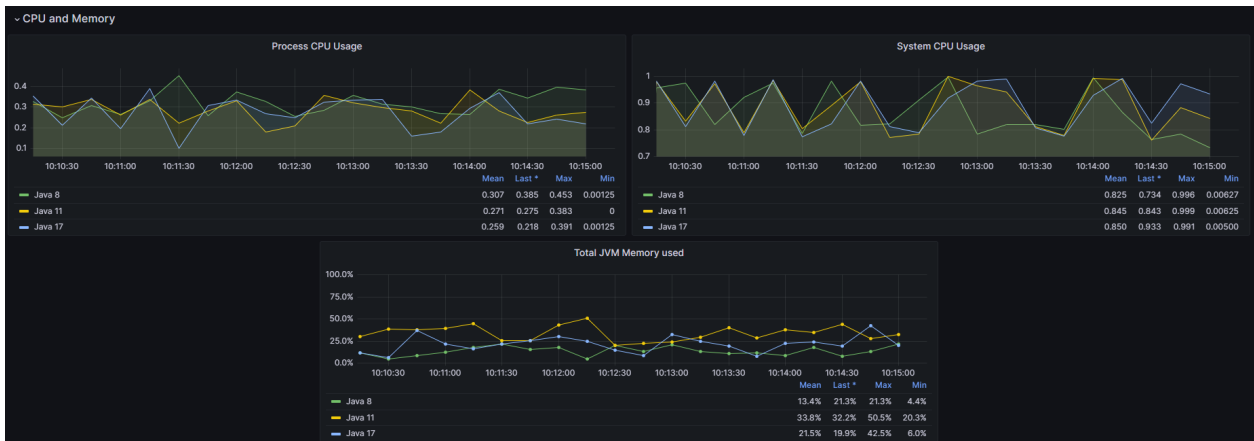 CPU and Memory
Process CPU Usage
0.4
0.3
0.2
0.1
10:10:30 10:11:00 10:11:30 10:12:00 10:12:30 10:13:00 10:13:30 10:14:00 10:14:30 10:15:00
Mean Last * Max Min
Java 8 0.307 0.385 0.453 0.00125
Java 11 0.271 0.275 0.383 0
Java 17 0.259 0.218 0.391 0.00125
System CPU Usage
1
0.9
0.8
0.7
10:10:30 10:11:00 10:11:30 10:12:00 10:12:30 10:13:00 10:13:30 10:14:00 10:14:30 10:15:00
Mean Last * Max Min
Java 8 0.825 0.734 0.996 0.00627
Java 11 0.845 0.843 0.999 0.00625
Java 17 0.850 0.933 0.991 0.00500
Total JVM Memory used
100.0%
75.0%
50.0%
25.0%
0.0%
10:10:30 10:11:00 10:11:30 10:12:00 10:12:30 10:13:00 10:13:30 10:14:00 10:14:30 10:15:00
Mean Last * Max Min
Java 8 13.4% 21.3% 21.3% 4.4%
Java 11 33.8% 32.2% 50.5% 20.3%
Java 17 21.5% 19.9% 42.5% 6.0%